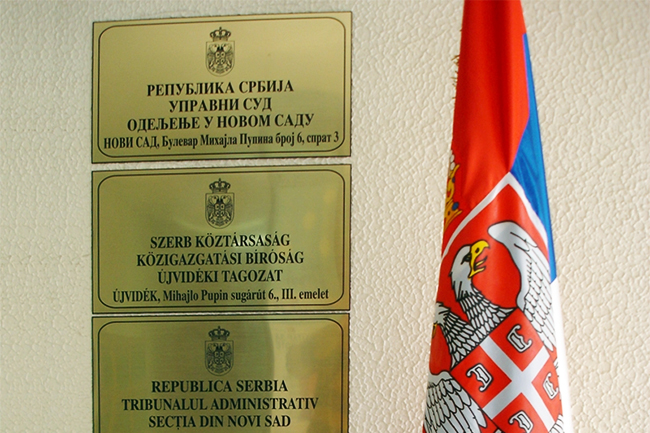 РЕПУБЛИКА СРБИЈА
УПРАВНИ СУД
ОДЕЉЕЊЕ У НОВОМ САДУ
НОВИ САД, Булевар Михајла Пупина број 6, спрат 3
SZERB KÖZTÁRSASÁG
KÖZIGAZGATÁSI BÍRÓSÁG
ÚJVIDÉKI TAGOZAT
ÚJVIDÉK, Mihajlo Pupin sugárút 6., III. emelet
REPUBLICA SERBIA
TRIBUNALUL ADMINISTRATIV
SECȚIA DIN NOVI SAD